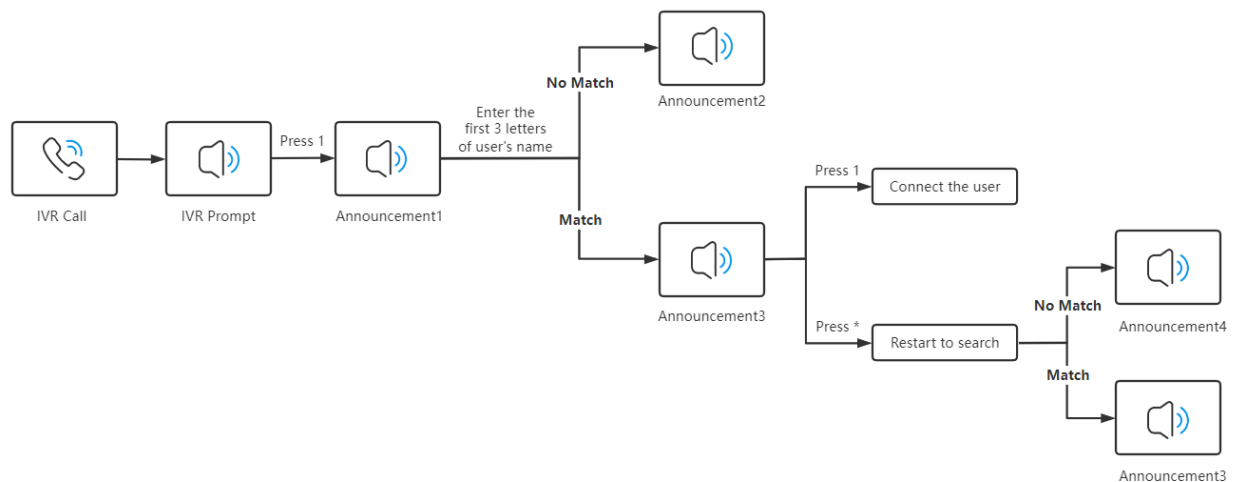 IVR Call
IVR Prompt
Press 1
Announcement1
Enter the
first 3 letters
of user's name
No Match
Announcement2
Match
Announcement3
Press 1
Connect the user
Press *
Restart to search
No Match
Announcement4
Match
Announcement3